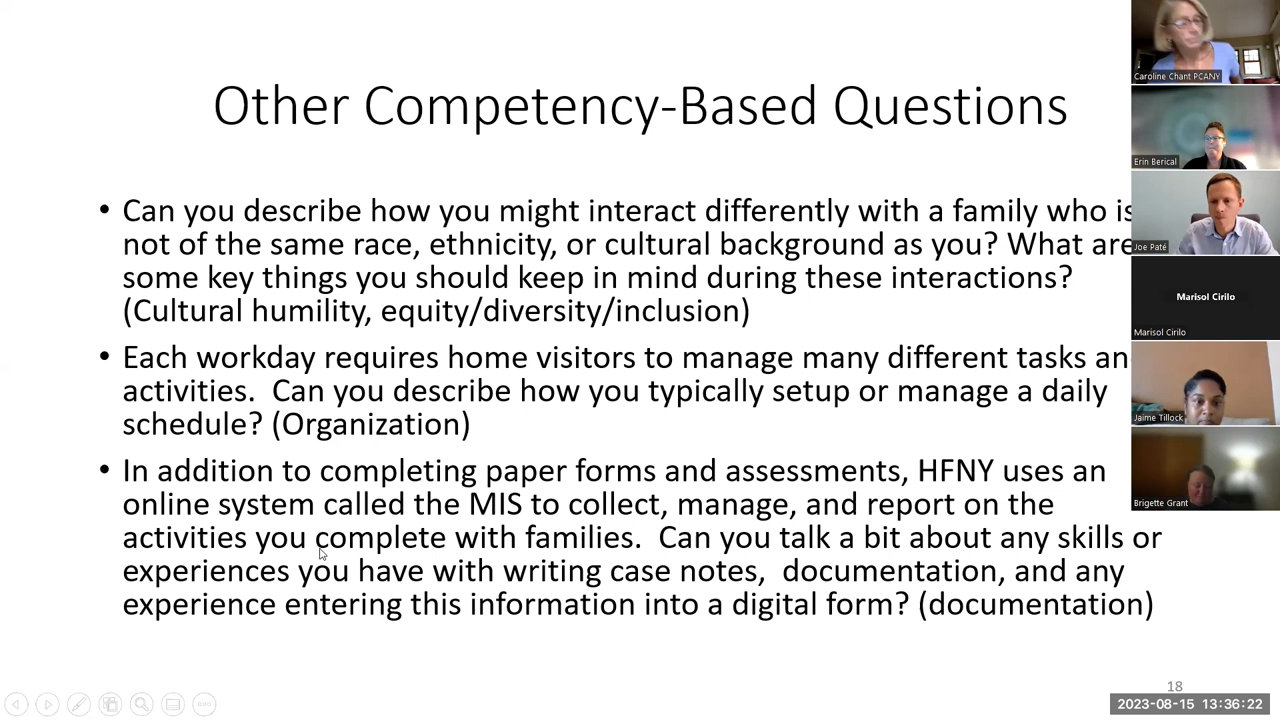 Other Competency-Based Questions
• Can you describe how you might interact differently with a family who is
not of the same race, ethnicity, or cultural background as you? What are
some key things you should keep in mind during these interactions?
(Cultural humility, equity/diversity/inclusion)
• Each workday requires home visitors to manage many different tasks an
activities.  Can you describe how you typically setup or manage a daily
schedule? (Organization)
• In addition to completing paper forms and assessments, HFNY uses an
online system called the MIS to collect, manage, and report on the
activities you complete with families.  Can you talk a bit about any skills or
experiences you have with writing case notes,  documentation, and any
experience entering this information into a digital form? (documentation)
Caroline Chant PCANY
Erin Berical
Joe Paté
Marisol Cirilo
Marisol Cirilo
Jaime Tillock
Brigette Grant
18
2023-08-15 13:36:22